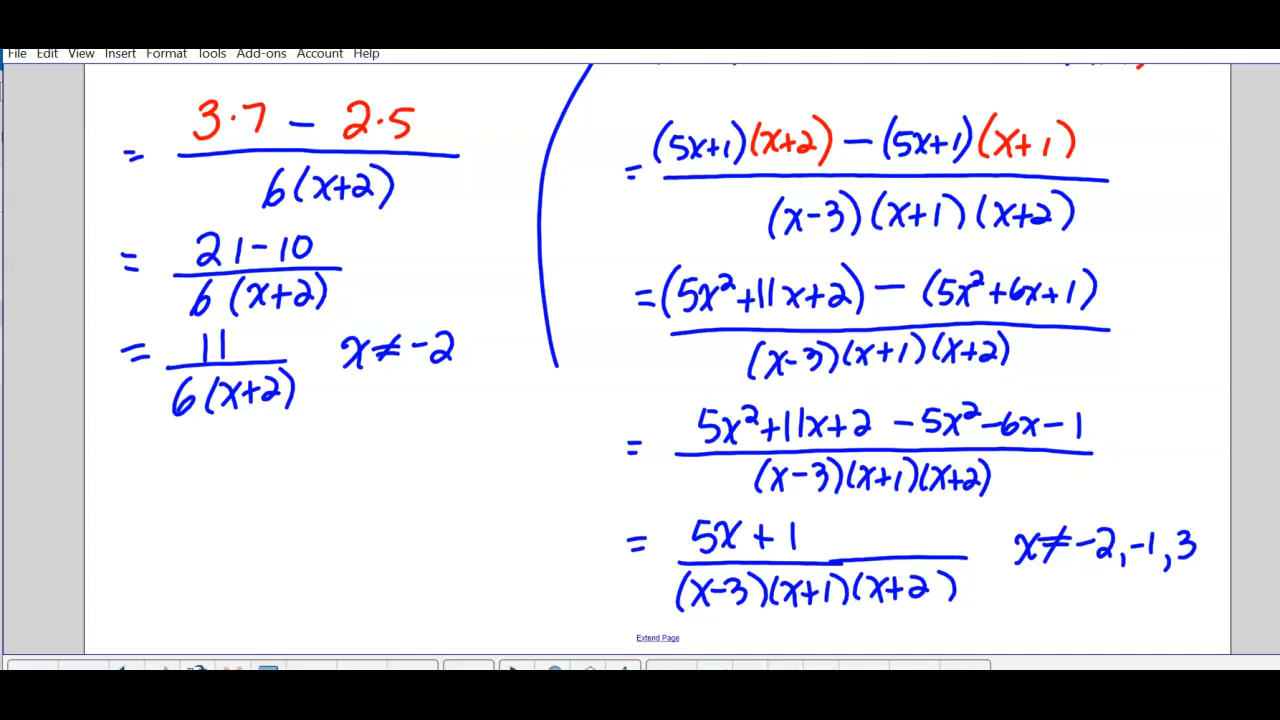 File Edit View Insert Format Tools Add-ons Account Help
3·7 − 2·5
= ―――
6(x+2)
= 21−10
6(x+2)
= 11
6(x+2)
x≠−2
(5x+1)(x+2) − (5x+1)(x+1)
=
(x−3)(x+1)(x+2)
= (5x²+11x+2) − (5x²+6x+1)
(x−3)(x+1)(x+2)
5x²+11x+2 −5x²−6x−1
=
(x−3)(x+1)(x+2)
= 5x+1
(x−3)(x+1)(x+2)
x≠−2,−1,3
Extend Page